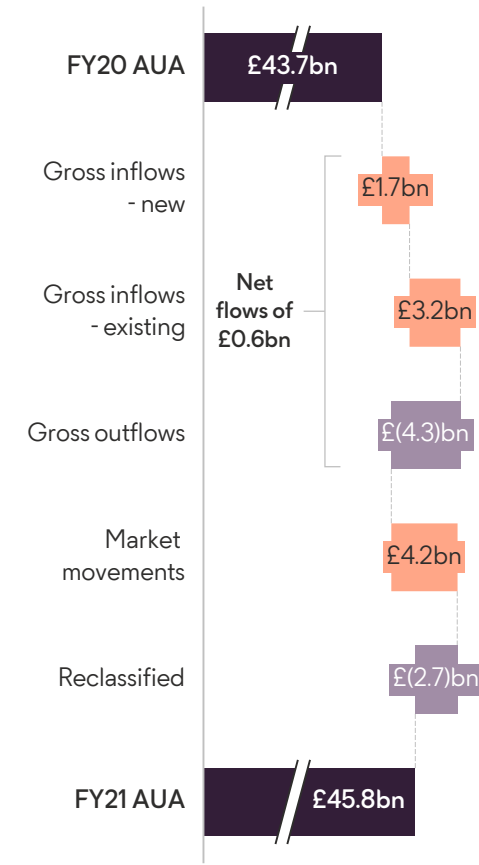 FY20 AUA
£43.7bn
Gross inflows
- new
£1.7bn
Gross inflows
- existing
Net
flows of
£0.6bn
£3.2bn
Gross outflows
£(4.3)bn
Market
movements
£4.2bn
Reclassified
£(2.7)bn
FY21 AUA
£45.8bn